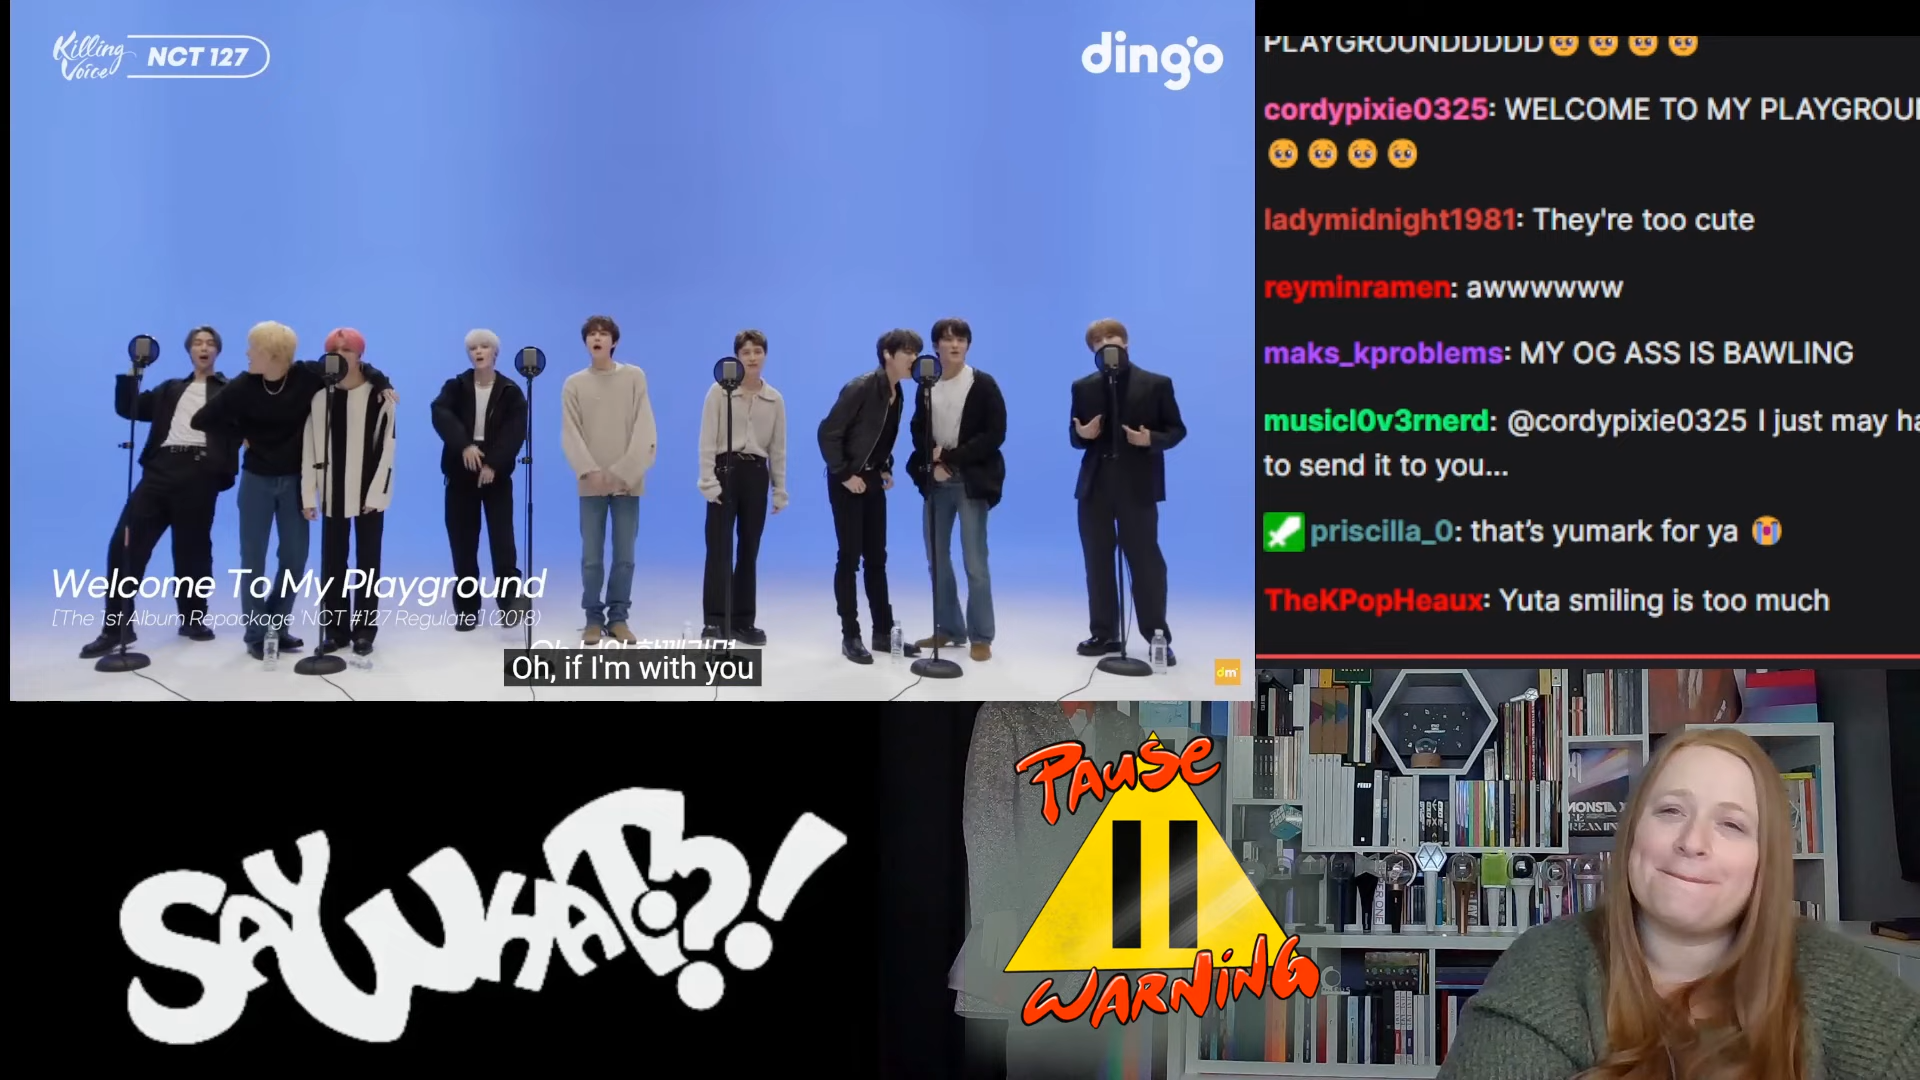 Killing Voice
NCT 127
dingo
Welcome To My Playground
[The 1st Album Repackage 'NCT #127 Regulate'] (2018)
Oh, if I'm with you
dm
PLAYGROUNDDDDD🥺🥺🥺🥺
cordypixie0325: WELCOME TO MY PLAYGROU
🥺🥺🥺🥺
ladymidnight1981: They're too cute
reyminramen: awwwwww
maks_kproblems: MY OG ASS IS BAWLING
musicl0v3rnerd: @cordypixie0325 I just may ha
to send it to you...
priscilla_0: that's yumark for ya 😭
TheKPopHeaux: Yuta smiling is too much
SAY WHAT?!
PAUSE
WARNING
MONSTA X